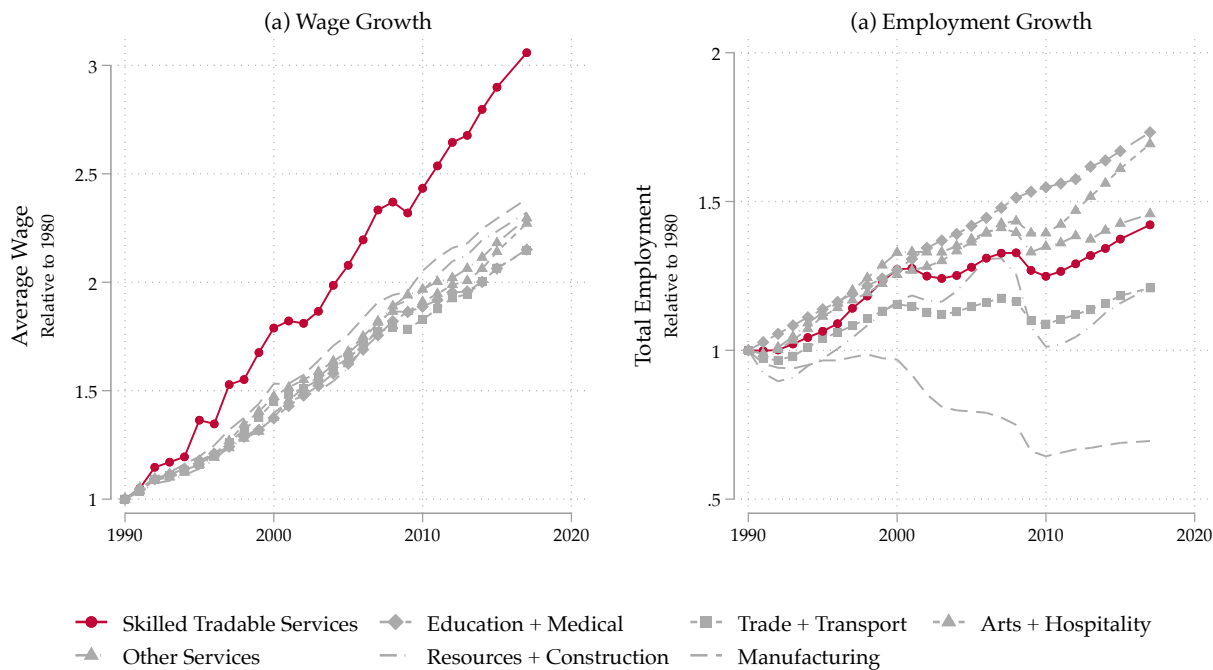 (a) Wage Growth
3
2.5
2
1.5
1
Average Wage
Relative to 1980
1990
2000
2010
2020
(a) Employment Growth
2
1.5
1
.5
Total Employment
Relative to 1980
1990
2000
2010
2020
Skilled Tradable Services
Education + Medical
Trade + Transport
Arts + Hospitality
Other Services
Resources + Construction
Manufacturing